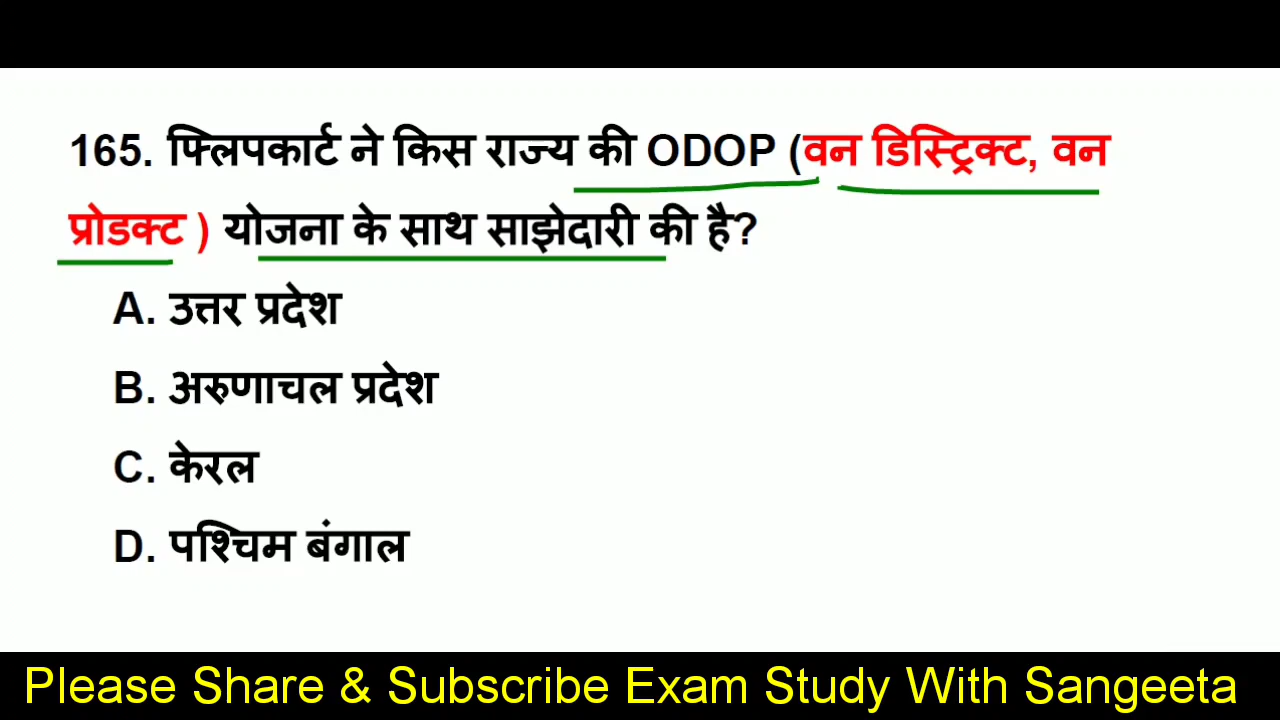 165. फ्लिपकार्ट ने किस राज्य की ODOP (वन डिस्ट्रिक्ट, वन
प्रोडक्ट ) योजना के साथ साझेदारी की है?
A. उत्तर प्रदेश
B. अरुणाचल प्रदेश
C. केरल
D. पश्चिम बंगाल
Please Share & Subscribe Exam Study With Sangeeta